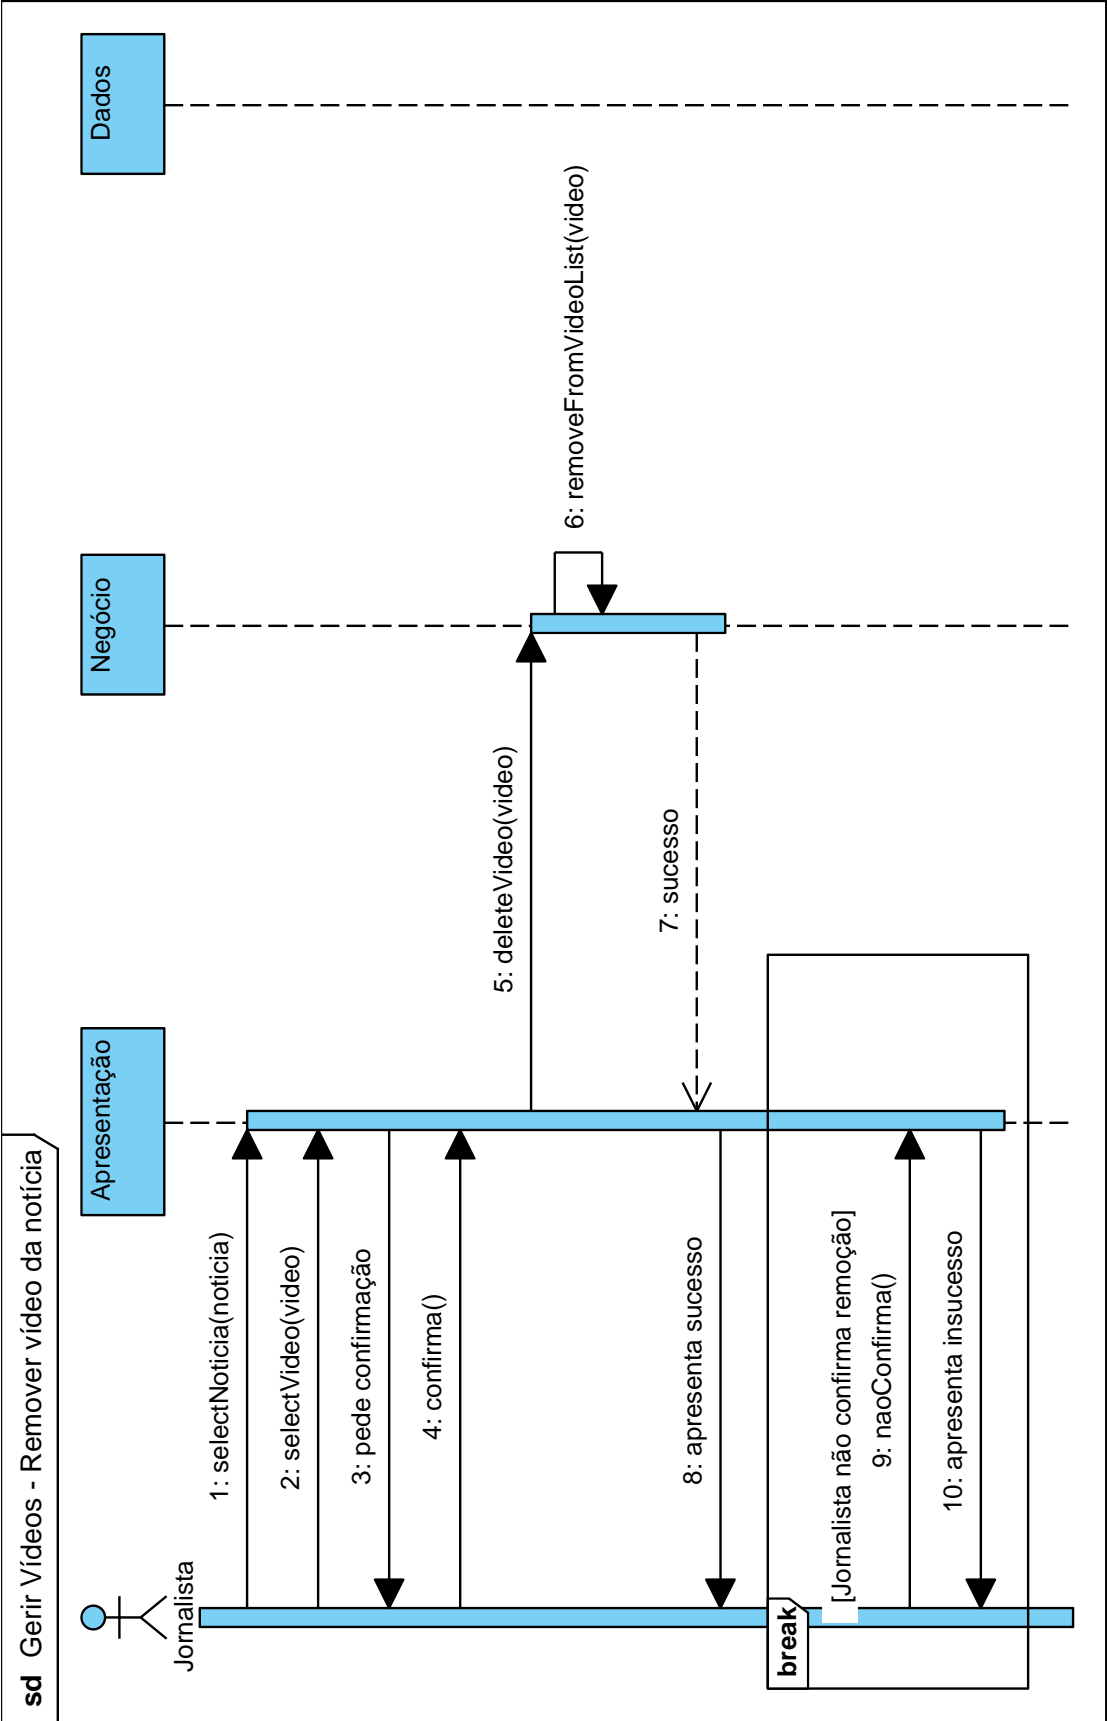 sd Gerir Vídeos - Remover vídeo da notícia
Jornalista
Apresentação
Negócio
Dados
1: selectNoticia(noticia)
2: selectVideo(video)
3: pede confirmação
4: confirma()
5: deleteVideo(video)
6: removeFromVideoList(video)
7: sucesso
8: apresenta sucesso
break
[Jornalista não confirma remoção]
9: naoConfirma()
10: apresenta insucesso